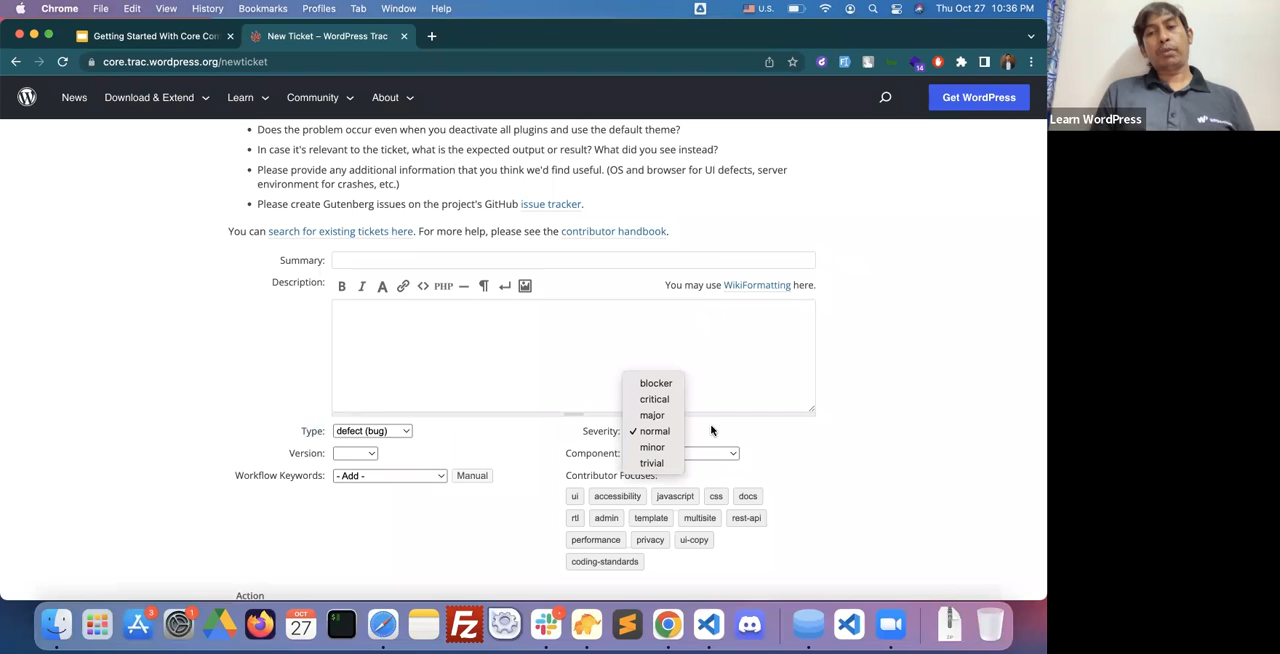 Chrome File Edit View History Bookmarks Profiles Tab Window Help U.S. Thu Oct 27 10:36 PM
Getting Started With Core Con New Ticket – WordPress Trac
core.trac.wordpress.org/newticket
14
News Download & Extend Learn Community About Get WordPress
Learn WordPress
Does the problem occur even when you deactivate all plugins and use the default theme?
In case it's relevant to the ticket, what is the expected output or result? What did you see instead?
Please provide any additional information that you think we'd find useful. (OS and browser for UI defects, server
environment for crashes, etc.)
Please create Gutenberg issues on the project's GitHub issue tracker.
You can search for existing tickets here. For more help, please see the contributor handbook.
Summary:
Description: B I A PHP You may use WikiFormatting here.
blocker
critical
major
Type: defect (bug) Severity: ✓ normal
minor
Version: Component:
trivial
Workflow Keywords: - Add - Manual Contributor Focuses:
ui accessibility javascript css docs
rtl admin template multisite rest-api
performance privacy ui-copy
coding-standards
Action
3 1 OCT
27
Fz
ZIP